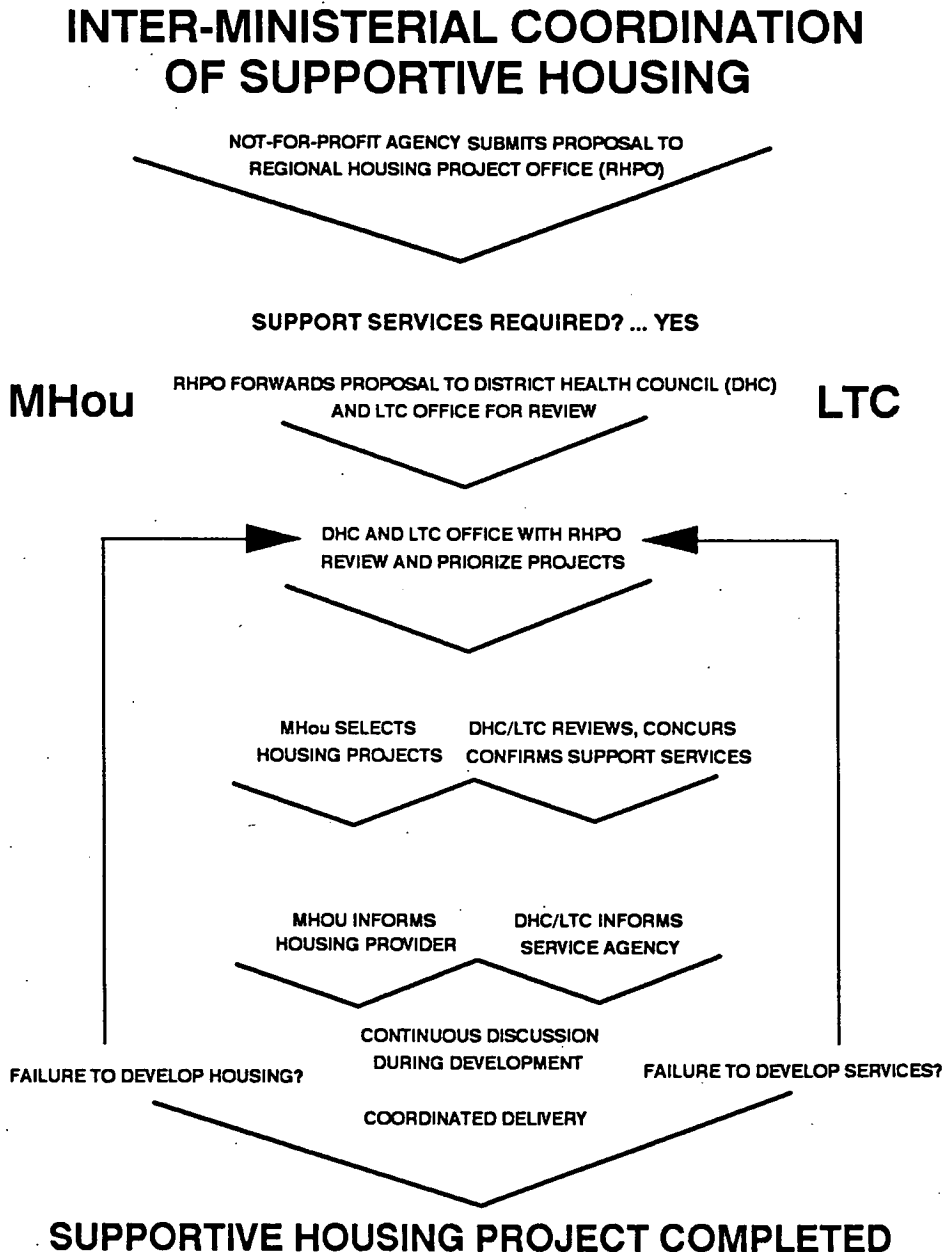 INTER-MINISTERIAL COORDINATION
OF SUPPORTIVE HOUSING
NOT-FOR-PROFIT AGENCY SUBMITS PROPOSAL TO
REGIONAL HOUSING PROJECT OFFICE (RHPO)
SUPPORT SERVICES REQUIRED? ... YES
MHou
RHPO FORWARDS PROPOSAL TO DISTRICT HEALTH COUNCIL (DHC)
AND LTC OFFICE FOR REVIEW
LTC
DHC AND LTC OFFICE WITH RHPO
REVIEW AND PRIORIZE PROJECTS
MHou SELECTS
HOUSING PROJECTS
DHC/LTC REVIEWS, CONCURS
CONFIRMS SUPPORT SERVICES
MHOU INFORMS
HOUSING PROVIDER
DHC/LTC INFORMS
SERVICE AGENCY
CONTINUOUS DISCUSSION
DURING DEVELOPMENT
FAILURE TO DEVELOP HOUSING?
FAILURE TO DEVELOP SERVICES?
COORDINATED DELIVERY
SUPPORTIVE HOUSING PROJECT COMPLETED